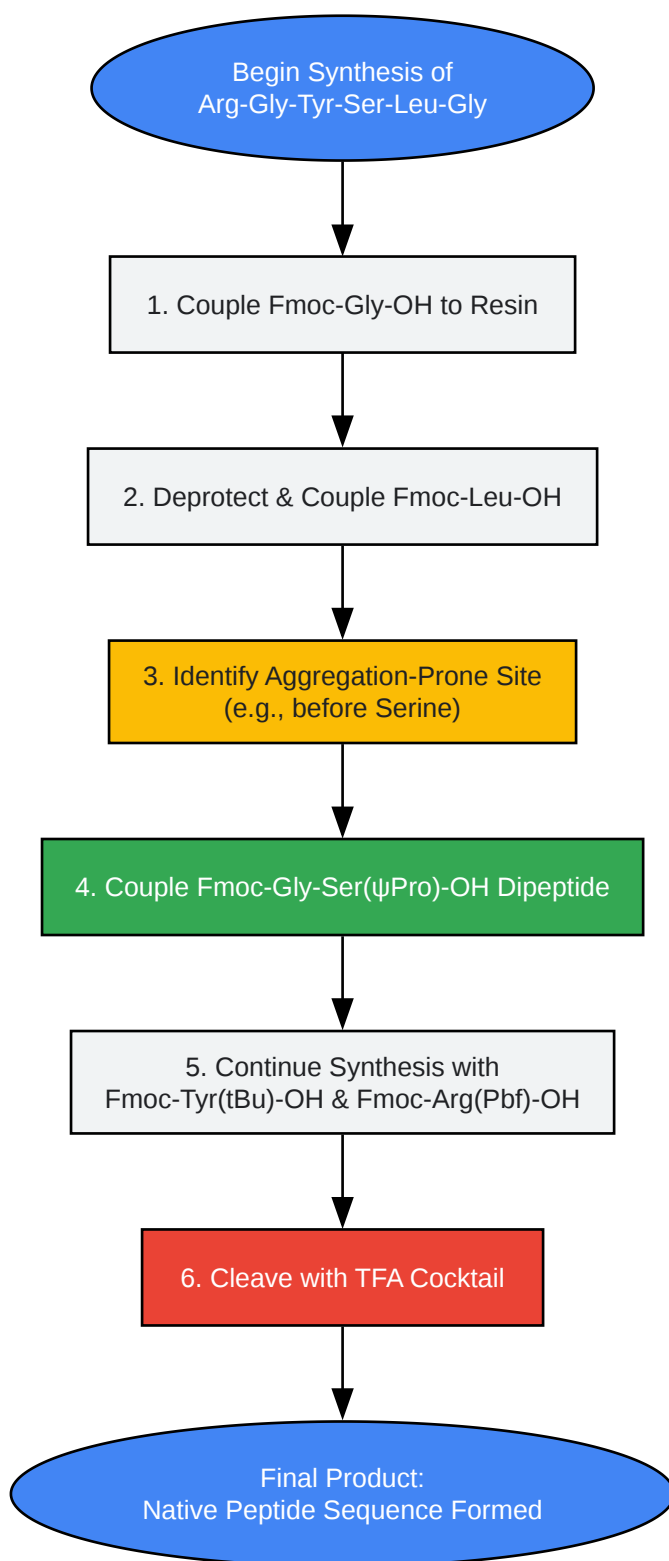 Begin Synthesis of
Arg-Gly-Tyr-Ser-Leu-Gly
1. Couple Fmoc-Gly-OH to Resin
2. Deprotect & Couple Fmoc-Leu-OH
3. Identify Aggregation-Prone Site
(e.g., before Serine)
4. Couple Fmoc-Gly-Ser(ψPro)-OH Dipeptide
5. Continue Synthesis with
Fmoc-Tyr(tBu)-OH & Fmoc-Arg(Pbf)-OH
6. Cleave with TFA Cocktail
Final Product:
Native Peptide Sequence Formed